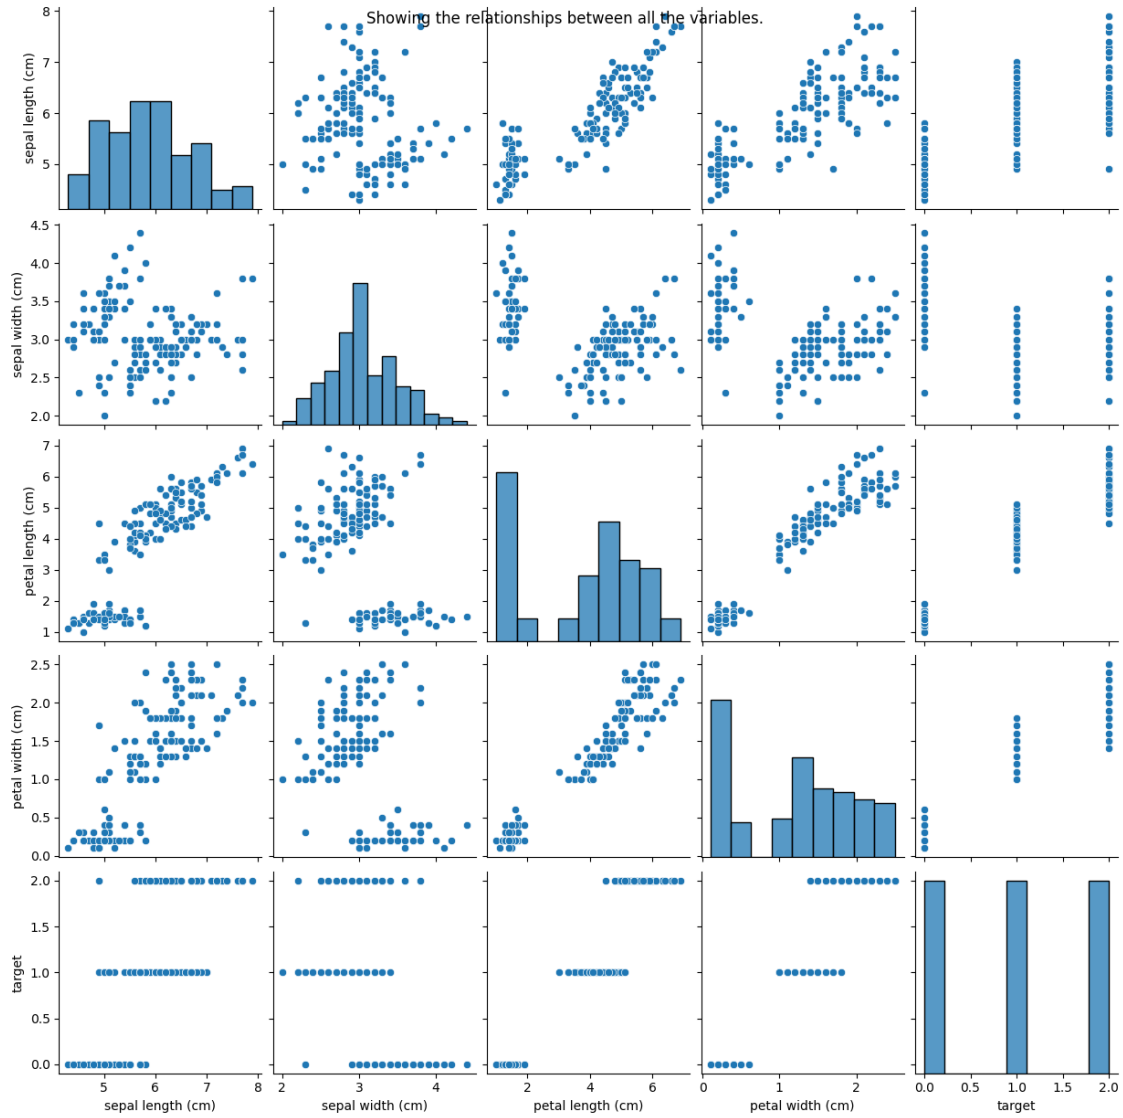 Showing the relationships between all the variables.
8
7
6
5
sepal length (cm)
4.5
4.0
3.5
3.0
2.5
2.0
sepal width (cm)
7
6
5
4
3
2
1
petal length (cm)
2.5
2.0
1.5
1.0
0.5
0.0
petal width (cm)
2.0
1.5
1.0
0.5
0.0
target
5 6 7 8
2 3 4
2 4 6
0 1 2
0.0 0.5 1.0 1.5 2.0
sepal length (cm)
sepal width (cm)
petal length (cm)
petal width (cm)
target